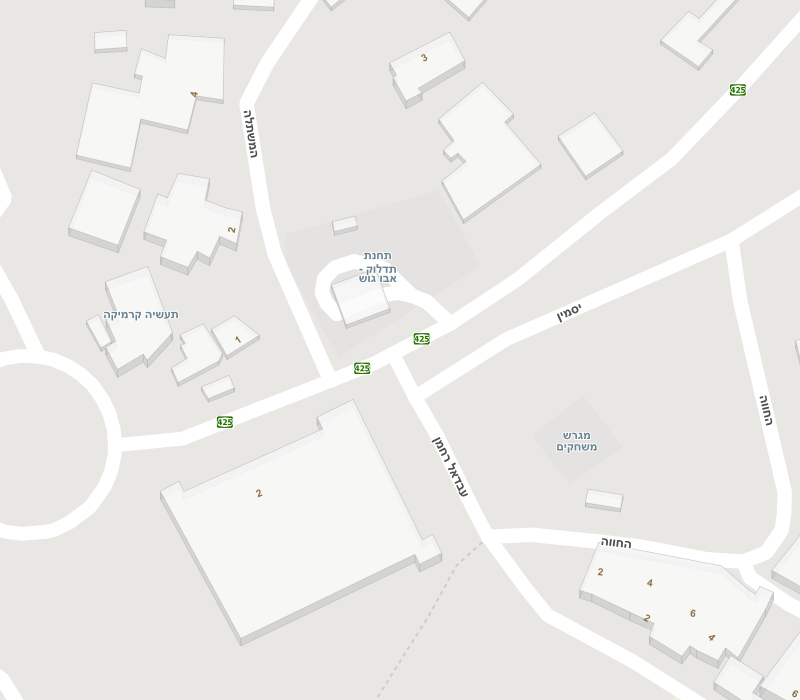 3
425
4
המשתלה
2
תחנת
תדלוק -
אבו גוש
תעשיה קרמיקה
יסמין
1
425
425
החווה
425
מגרש
משחקים
עבדאל רחמן
2
החווה
2
4
2
6
4
6